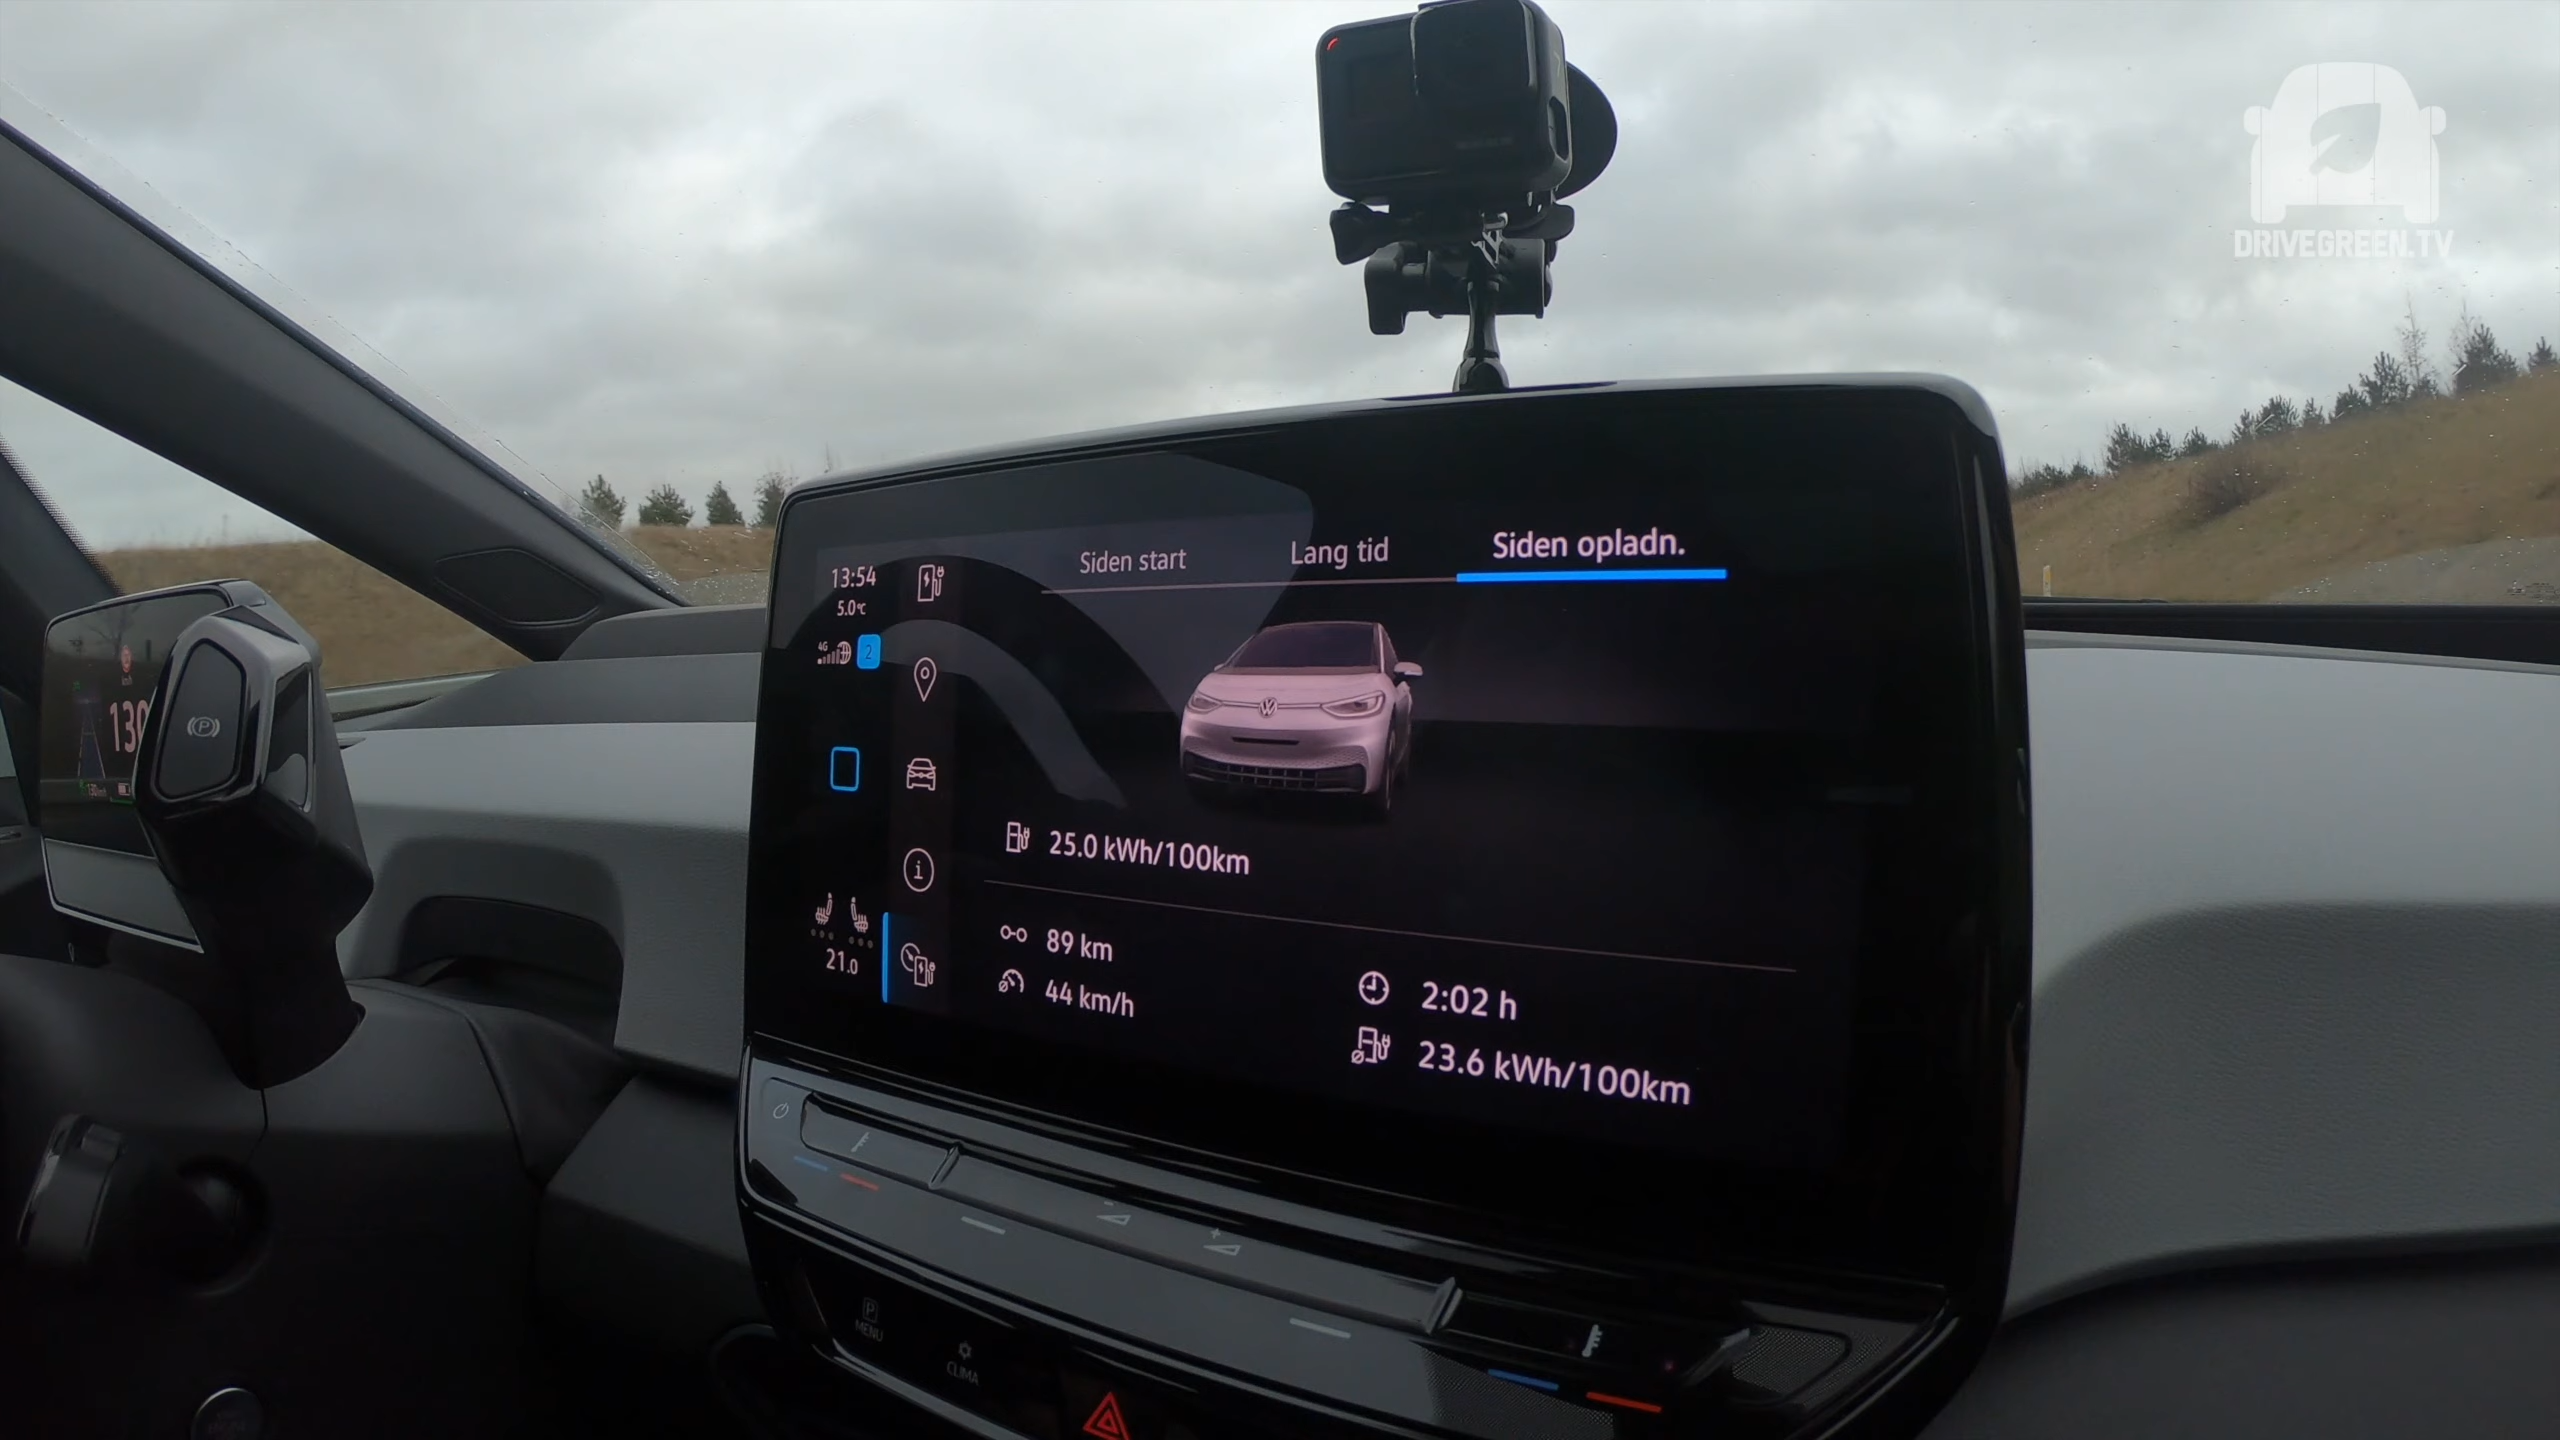 DRIVEGREEN.TV
Siden start
Lang tid
Siden opladn.
13:54
5.0°C
4G
2
130
P
25.0 kWh/100km
89 km
44 km/h
2:02 h
23.6 kWh/100km
21.0
P
MENU
CLIMA